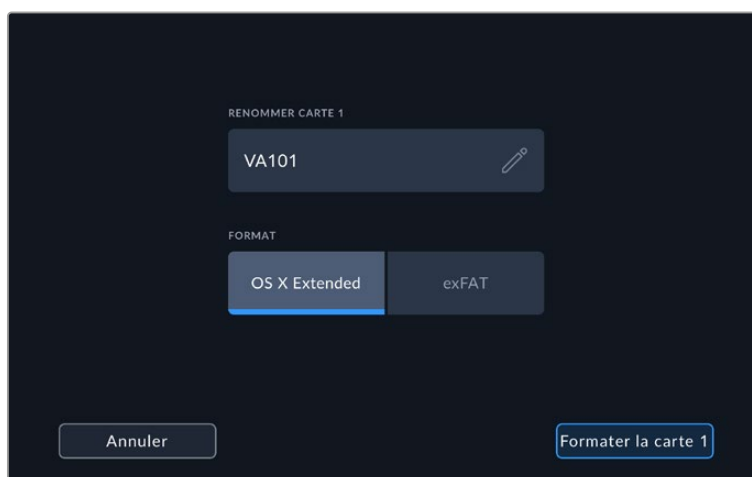 RENOMMER CARTE 1
VA101
FORMAT
OS X Extended
exFAT
Annuler
Formater la carte 1